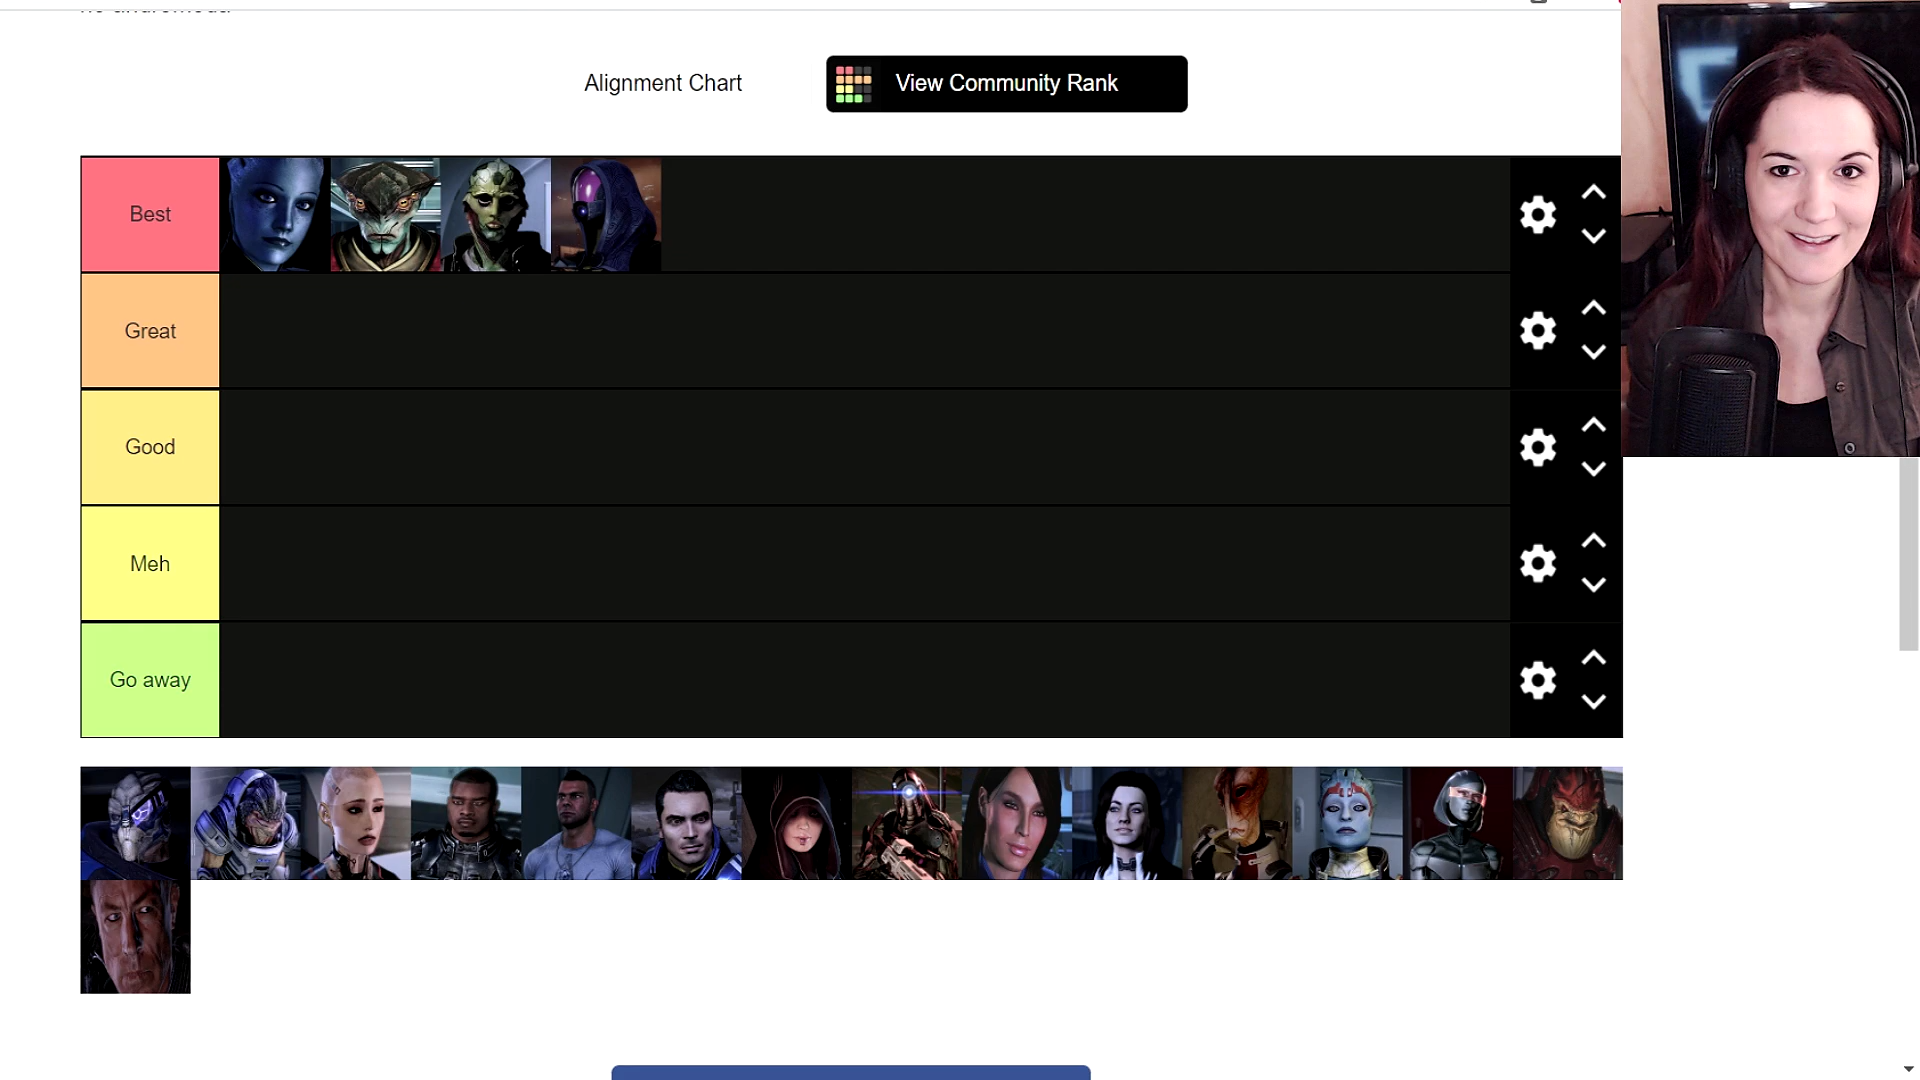 Alignment Chart
View Community Rank
Best
Great
Good
Meh
Go away